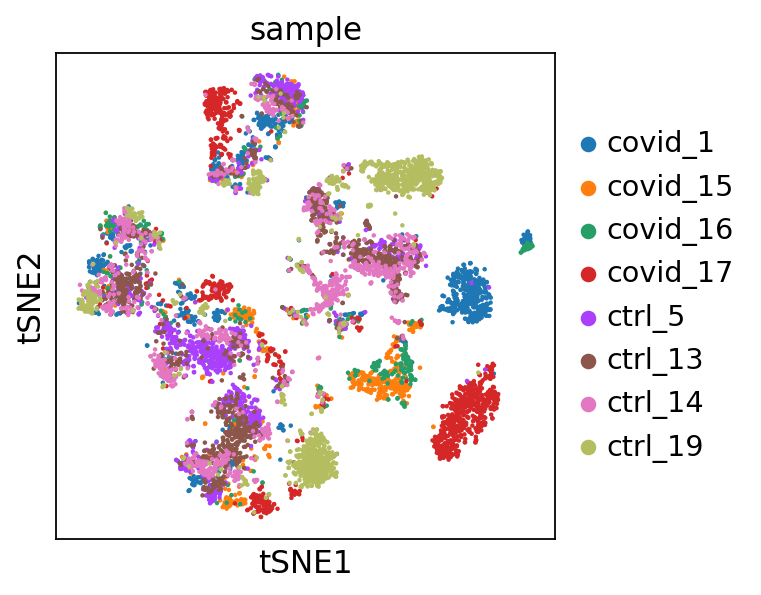 sample
covid_1
covid_15
covid_16
covid_17
ctrl_5
ctrl_13
ctrl_14
ctrl_19
tSNE2
tSNE1